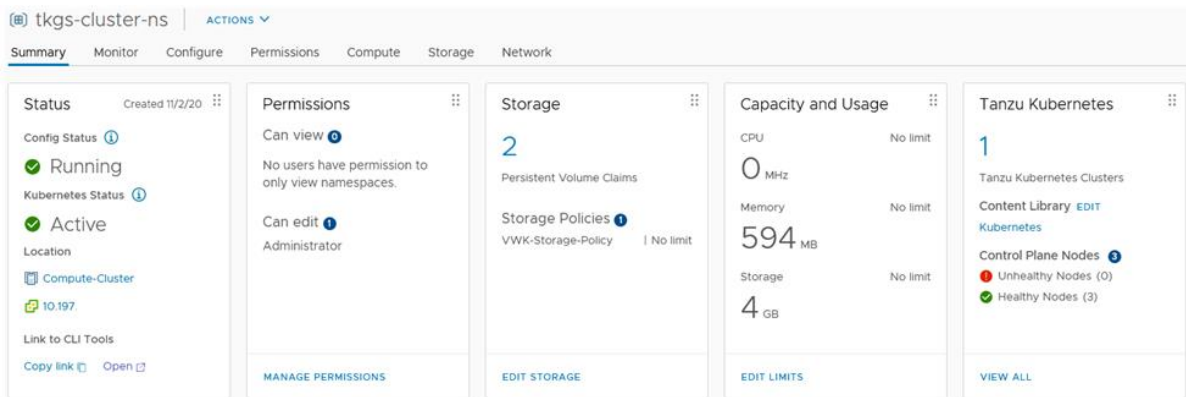 tkgs-cluster-ns
ACTIONS
Summary Monitor Configure Permissions Compute Storage Network
Status Created 11/2/20
Config Status
Running
Kubernetes Status
Active
Location
Compute-Cluster
10.197.
Link to CLI Tools
Copy link Open
Permissions
Can view 0
No users have permission to
only view namespaces.
Can edit 1
Administrator
MANAGE PERMISSIONS
Storage
2
Persistent Volume Claims
Storage Policies 1
VWK-Storage-Policy | No limit
EDIT STORAGE
Capacity and Usage
CPU No limit
0 MHz
Memory No limit
594 MB
Storage No limit
4 GB
EDIT LIMITS
Tanzu Kubernetes
1
Tanzu Kubernetes Clusters
Content Library EDIT
Kubernetes
Control Plane Nodes 3
Unhealthy Nodes (0)
Healthy Nodes (3)
VIEW ALL